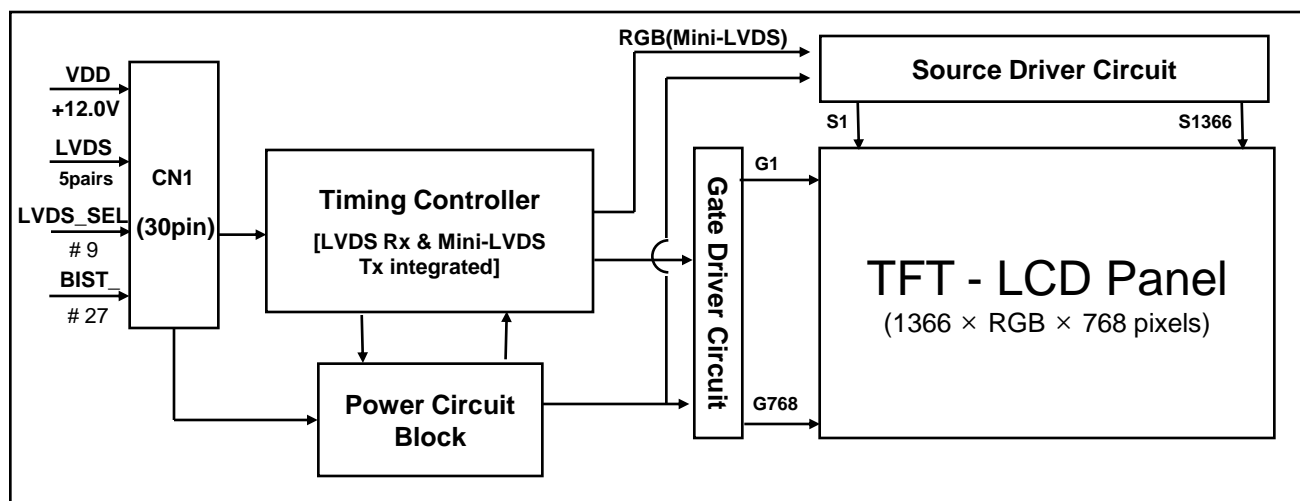 VDD
+12.0V
LVDS
5pairs
LVDS_SEL
# 9
BIST_
# 27
CN1
(30pin)
Timing Controller
[LVDS Rx & Mini-LVDS
Tx integrated]
Power Circuit
Block
RGB(Mini-LVDS)
Source Driver Circuit
S1
S1366
Gate Driver Circuit
G1
G768
TFT - LCD Panel
(1366 × RGB × 768 pixels)